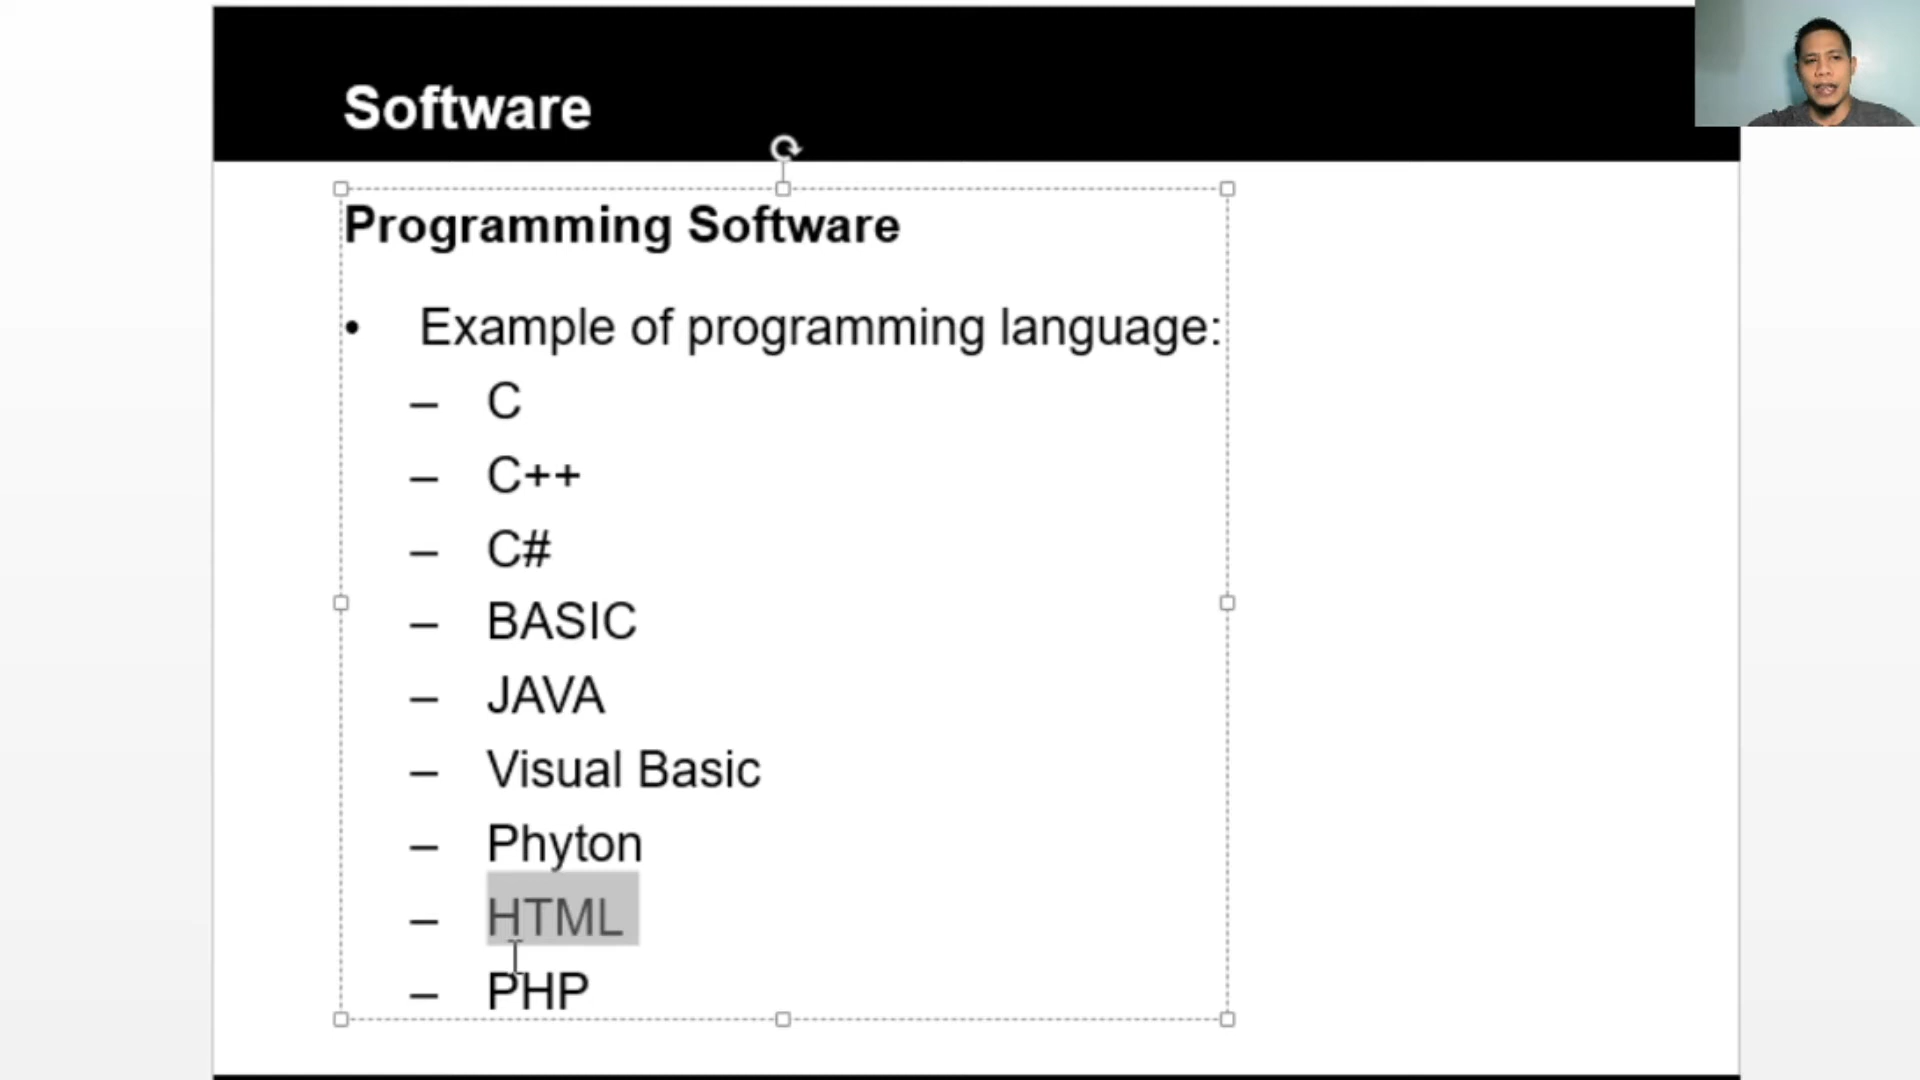 Software
Programming Software
• Example of programming language:
– C
– C++
– C#
– BASIC
– JAVA
– Visual Basic
– Phyton
– HTML
– PHP